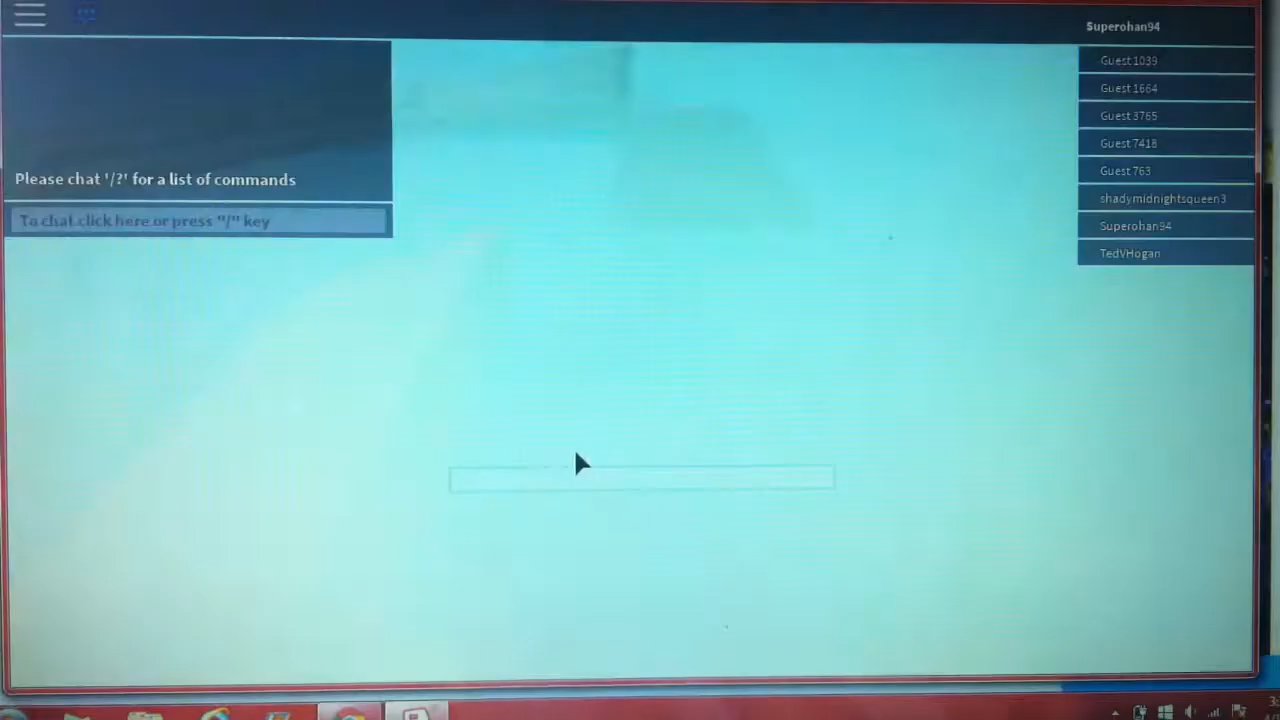 Superohan94
Guest 1039
Guest 1664
Guest 3765
Guest 7418
Guest 763
shadymidnightsqueen3
Superohan94
TedVHogan
Please chat '/?' for a list of commands
To chat click here or press "/" key